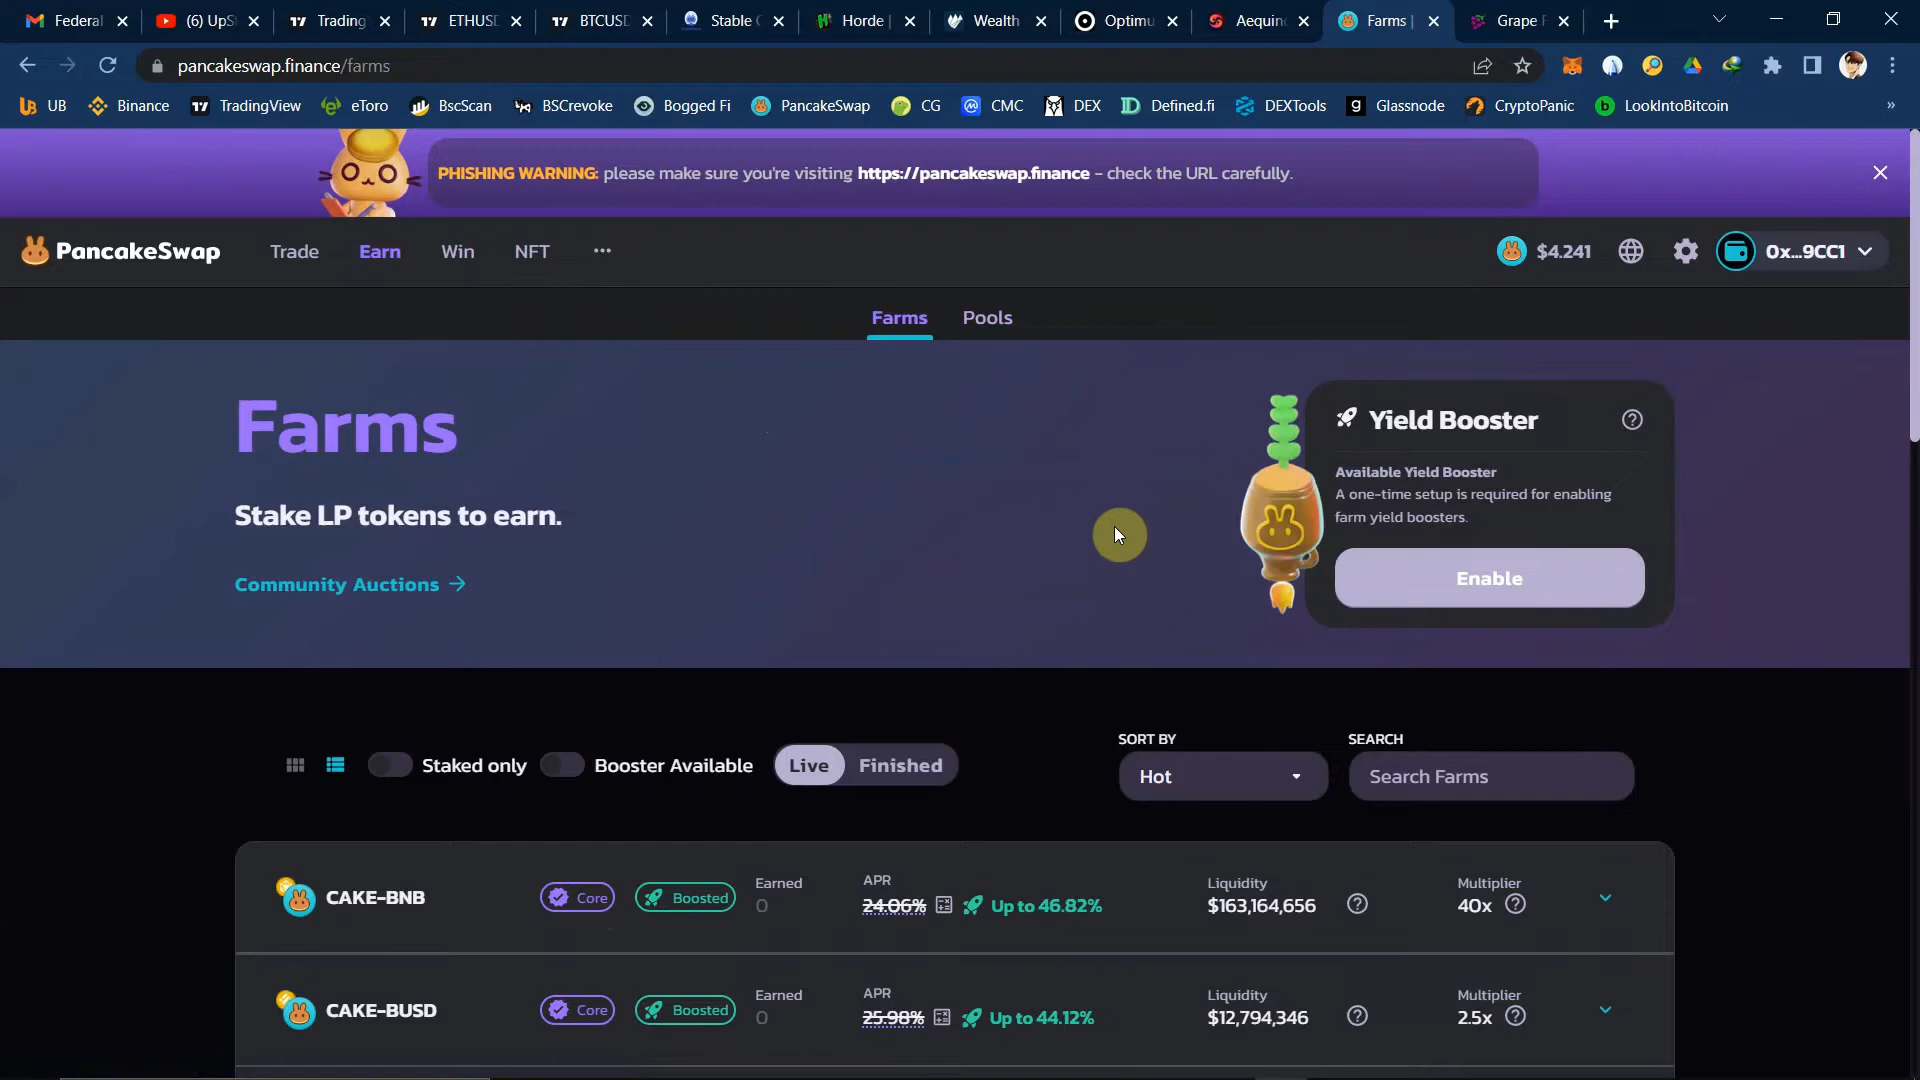 Federal
(6) UpS
Trading
ETHUSD
BTCUSD
Stable C
Horde |
Wealth
Optimu
Aequin
Farms |
Grape F
pancakeswap.finance/farms
UB
Binance
TradingView
eToro
BscScan
BSCrevoke
Bogged Fi
PancakeSwap
CG
CMC
DEX
Defined.fi
DEXTools
Glassnode
CryptoPanic
LookIntoBitcoin
»
PHISHING WARNING: please make sure you're visiting https://pancakeswap.finance - check the URL carefully.
PancakeSwap
Trade
Earn
Win
NFT
$4.241
0x...9CC1
Farms
Pools
Farms
Stake LP tokens to earn.
Community Auctions
Yield Booster
Available Yield Booster
A one-time setup is required for enabling
farm yield boosters.
Enable
Staked only
Booster Available
Live
Finished
SORT BY
Hot
SEARCH
Search Farms
CAKE-BNB
Core
Boosted
Earned
0
APR
24.06%
Up to 46.82%
Liquidity
$163,164,656
Multiplier
40x
CAKE-BUSD
Core
Boosted
Earned
0
APR
25.98%
Up to 44.12%
Liquidity
$12,794,346
Multiplier
2.5x